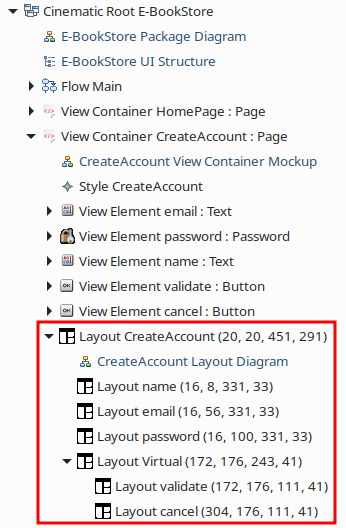 Cinematic Root E-BookStore
E-BookStore Package Diagram
E-BookStore UI Structure
Flow Main
View Container HomePage : Page
View Container CreateAccount : Page
CreateAccount View Container Mockup
Style CreateAccount
View Element email : Text
View Element password : Password
View Element name : Text
View Element validate : Button
View Element cancel : Button
Layout CreateAccount (20, 20, 451, 291)
CreateAccount Layout Diagram
Layout name (16, 8, 331, 33)
Layout email (16, 56, 331, 33)
Layout password (16, 100, 331, 33)
Layout Virtual (172, 176, 243, 41)
Layout validate (172, 176, 111, 41)
Layout cancel (304, 176, 111, 41)